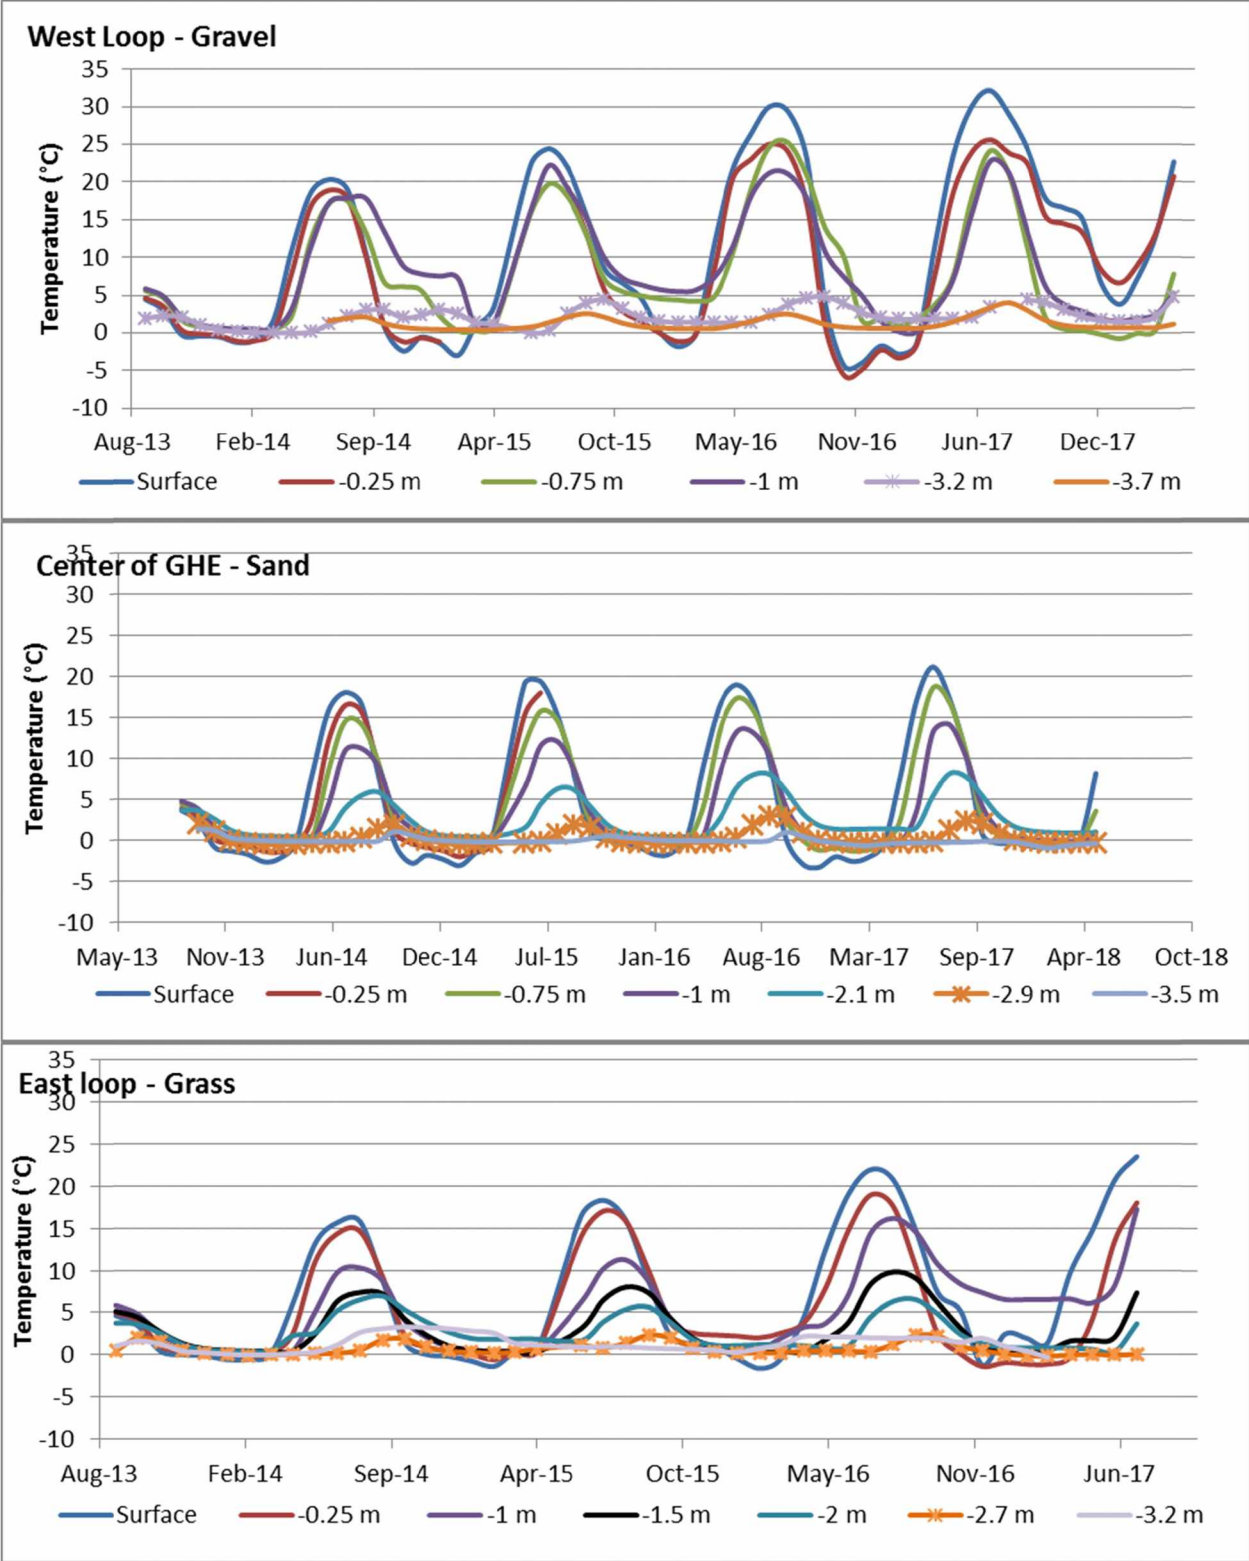 West Loop - Gravel
35
30
25
20
15
10
5
0
-5
-10
Temperature (°C)
Aug-13 Feb-14 Sep-14 Apr-15 Oct-15 May-16 Nov-16 Jun-17 Dec-17
Surface -0.25 m -0.75 m -1 m -3.2 m -3.7 m
Center of GHE - Sand
35
30
25
20
15
10
5
0
-5
-10
Temperature (°C)
May-13 Nov-13 Jun-14 Dec-14 Jul-15 Jan-16 Aug-16 Mar-17 Sep-17 Apr-18 Oct-18
Surface -0.25 m -0.75 m -1 m -2.1 m -2.9 m -3.5 m
East loop - Grass
35
30
25
20
15
10
5
0
-5
-10
Temperature (°C)
Aug-13 Feb-14 Sep-14 Apr-15 Oct-15 May-16 Nov-16 Jun-17
Surface -0.25 m -1 m -1.5 m -2 m -2.7 m -3.2 m